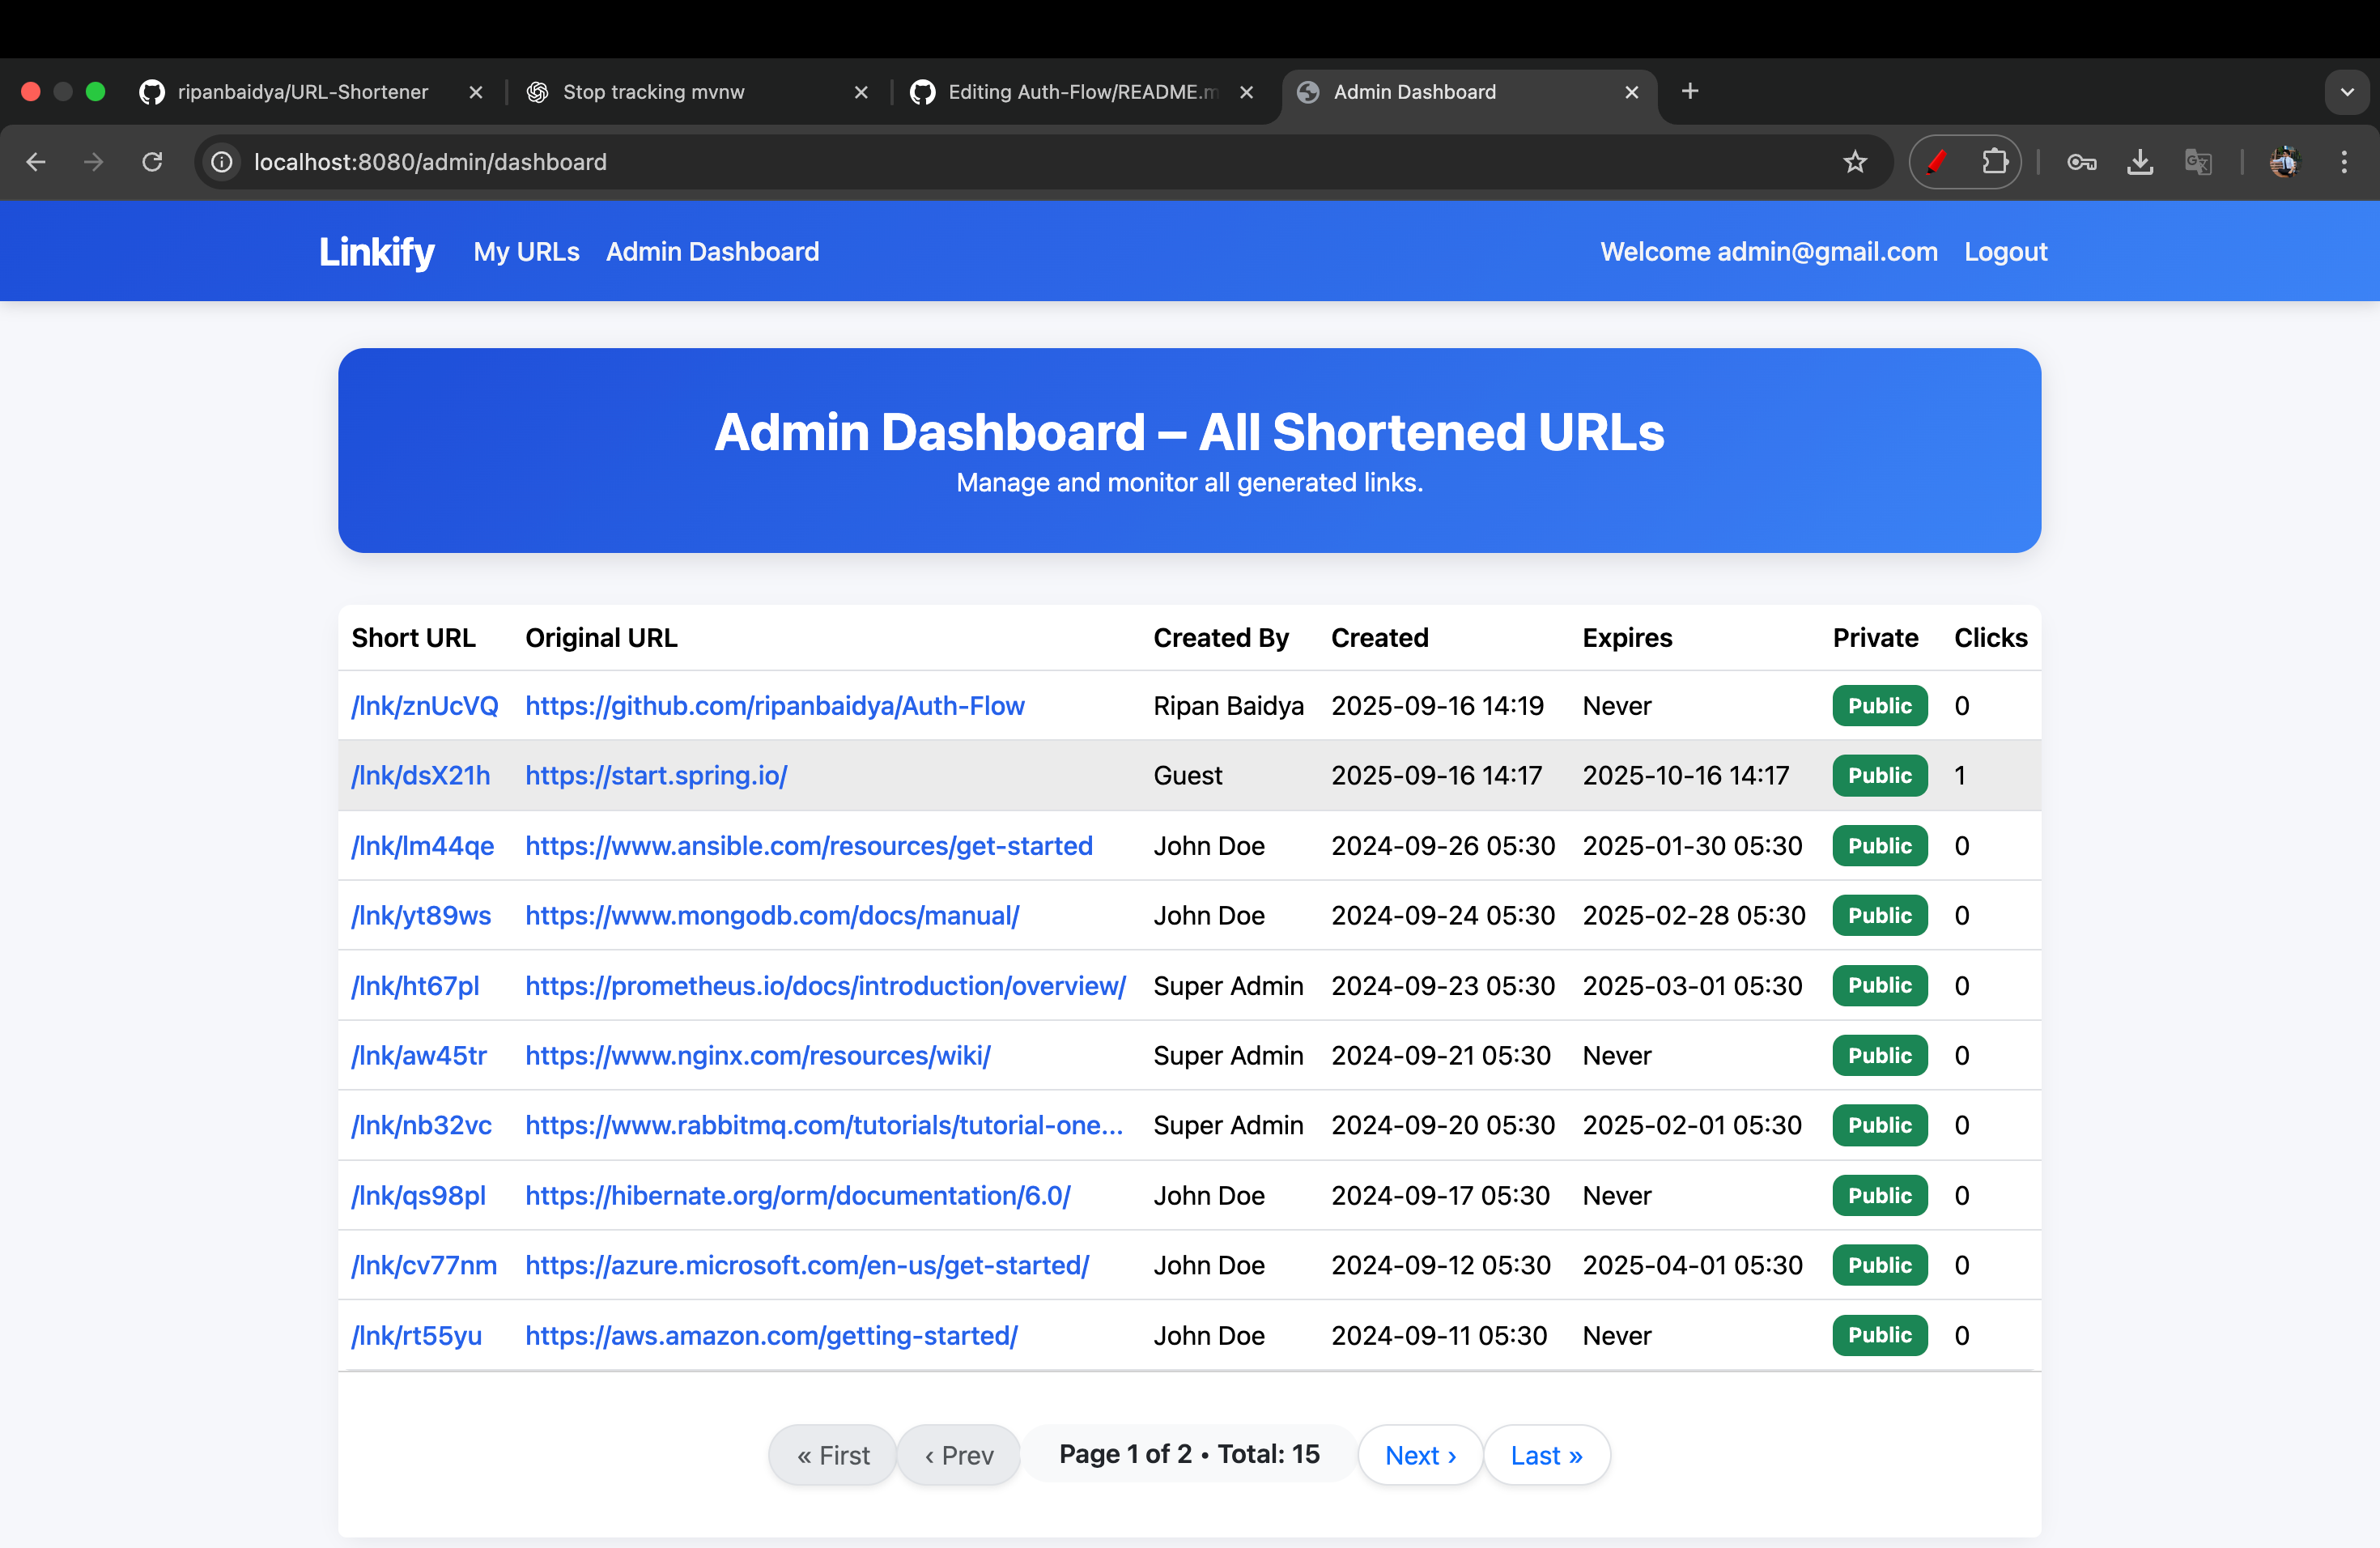 ripanbaidya/URL-Shortener
Stop tracking mvnw
Editing Auth-Flow/README.m
Admin Dashboard
localhost:8080/admin/dashboard
Linkify My URLs Admin Dashboard Welcome admin@gmail.com Logout
Admin Dashboard – All Shortened URLs
Manage and monitor all generated links.
Short URL Original URL Created By Created Expires Private Clicks
/lnk/znUcVQ https://github.com/ripanbaidya/Auth-Flow Ripan Baidya 2025-09-16 14:19 Never Public 0
/lnk/dsX21h https://start.spring.io/ Guest 2025-09-16 14:17 2025-10-16 14:17 Public 1
/lnk/lm44qe https://www.ansible.com/resources/get-started John Doe 2024-09-26 05:30 2025-01-30 05:30 Public 0
/lnk/yt89ws https://www.mongodb.com/docs/manual/ John Doe 2024-09-24 05:30 2025-02-28 05:30 Public 0
/lnk/ht67pl https://prometheus.io/docs/introduction/overview/ Super Admin 2024-09-23 05:30 2025-03-01 05:30 Public 0
/lnk/aw45tr https://www.nginx.com/resources/wiki/ Super Admin 2024-09-21 05:30 Never Public 0
/lnk/nb32vc https://www.rabbitmq.com/tutorials/tutorial-one... Super Admin 2024-09-20 05:30 2025-02-01 05:30 Public 0
/lnk/qs98pl https://hibernate.org/orm/documentation/6.0/ John Doe 2024-09-17 05:30 Never Public 0
/lnk/cv77nm https://azure.microsoft.com/en-us/get-started/ John Doe 2024-09-12 05:30 2025-04-01 05:30 Public 0
/lnk/rt55yu https://aws.amazon.com/getting-started/ John Doe 2024-09-11 05:30 Never Public 0
« First ‹ Prev Page 1 of 2 • Total: 15 Next › Last »